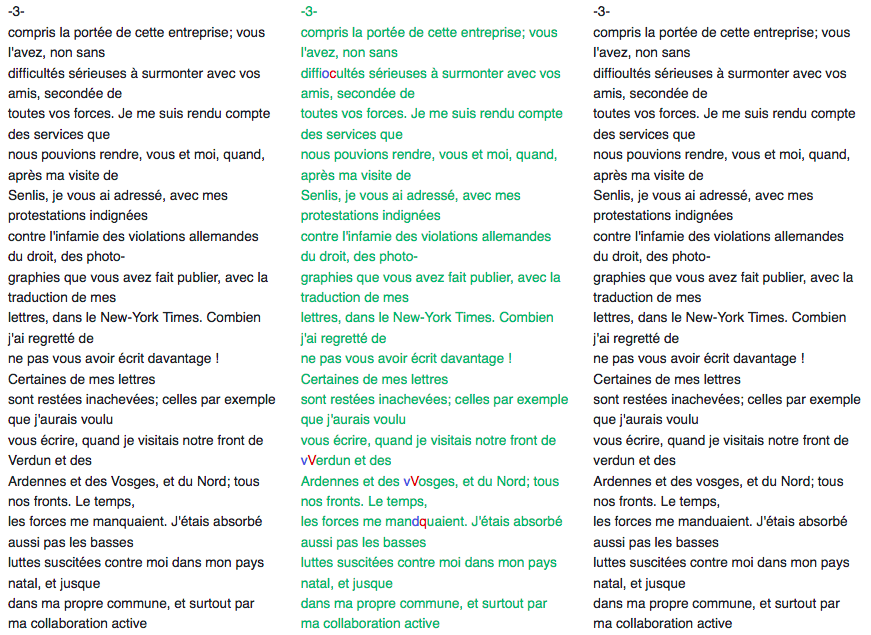 -3-
compris la portée de cette entreprise; vous
l'avez, non sans
difficultés sérieuses à surmonter avec vos
amis, secondée de
toutes vos forces. Je me suis rendu compte
des services que
nous pouvions rendre, vous et moi, quand,
après ma visite de
Senlis, je vous ai adressé, avec mes
protestations indignées
contre l'infamie des violations allemandes
du droit, des photo-
graphies que vous avez fait publier, avec la
traduction de mes
lettres, dans le New-York Times. Combien
j'ai regretté de
ne pas vous avoir écrit davantage !
Certaines de mes lettres
sont restées inachevées; celles par exemple
que j'aurais voulu
vous écrire, quand je visitais notre front de
Verdun et des
Ardennes et des Vosges, et du Nord; tous
nos fronts. Le temps,
les forces me manquaient. J'étais absorbé
aussi pas les basses
luttes suscitées contre moi dans mon pays
natal, et jusque
dans ma propre commune, et surtout par
ma collaboration active
-3-
compris la portée de cette entreprise; vous
l'avez, non sans
diffiocultés sérieuses à surmonter avec vos
amis, secondée de
toutes vos forces. Je me suis rendu compte
des services que
nous pouvions rendre, vous et moi, quand,
après ma visite de
Senlis, je vous ai adressé, avec mes
protestations indignées
contre l'infamie des violations allemandes
du droit, des photo-
graphies que vous avez fait publier, avec la
traduction de mes
lettres, dans le New-York Times. Combien
j'ai regretté de
ne pas vous avoir écrit davantage !
Certaines de mes lettres
sont restées inachevées; celles par exemple
que j'aurais voulu
vous écrire, quand je visitais notre front de
vVerdun et des
Ardennes et des vVosges, et du Nord; tous
nos fronts. Le temps,
les forces me mandquaient. J'étais absorbé
aussi pas les basses
luttes suscitées contre moi dans mon pays
natal, et jusque
dans ma propre commune, et surtout par
ma collaboration active
-3-
compris la portée de cette entreprise; vous
l'avez, non sans
diffioultés sérieuses à surmonter avec vos
amis, secondée de
toutes vos forces. Je me suis rendu compte
des services que
nous pouvions rendre, vous et moi, quand,
après ma visite de
Senlis, je vous ai adressé, avec mes
protestations indignées
contre l'infamie des violations allemandes
du droit, des photo-
graphies que vous avez fait publier, avec la
traduction de mes
lettres, dans le New-York Times. Combien
j'ai regretté de
ne pas vous avoir écrit davantage !
Certaines de mes lettres
sont restées inachevées; celles par exemple
que j'aurais voulu
vous écrire, quand je visitais notre front de
verdun et des
Ardennes et des vosges, et du Nord; tous
nos fronts. Le temps,
les forces me manduaient. J'étais absorbé
aussi pas les basses
luttes suscitées contre moi dans mon pays
natal, et jusque
dans ma propre commune, et surtout par
ma collaboration active